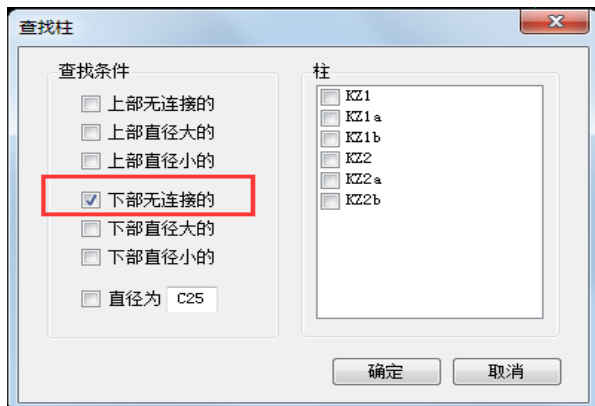 查找柱
查找条件
上部无连接的
上部直径大的
上部直径小的
下部无连接的
下部直径大的
下部直径小的
直径为 C25
柱
KZ1
KZ1a
KZ1b
KZ2
KZ2a
KZ2b
确定
取消